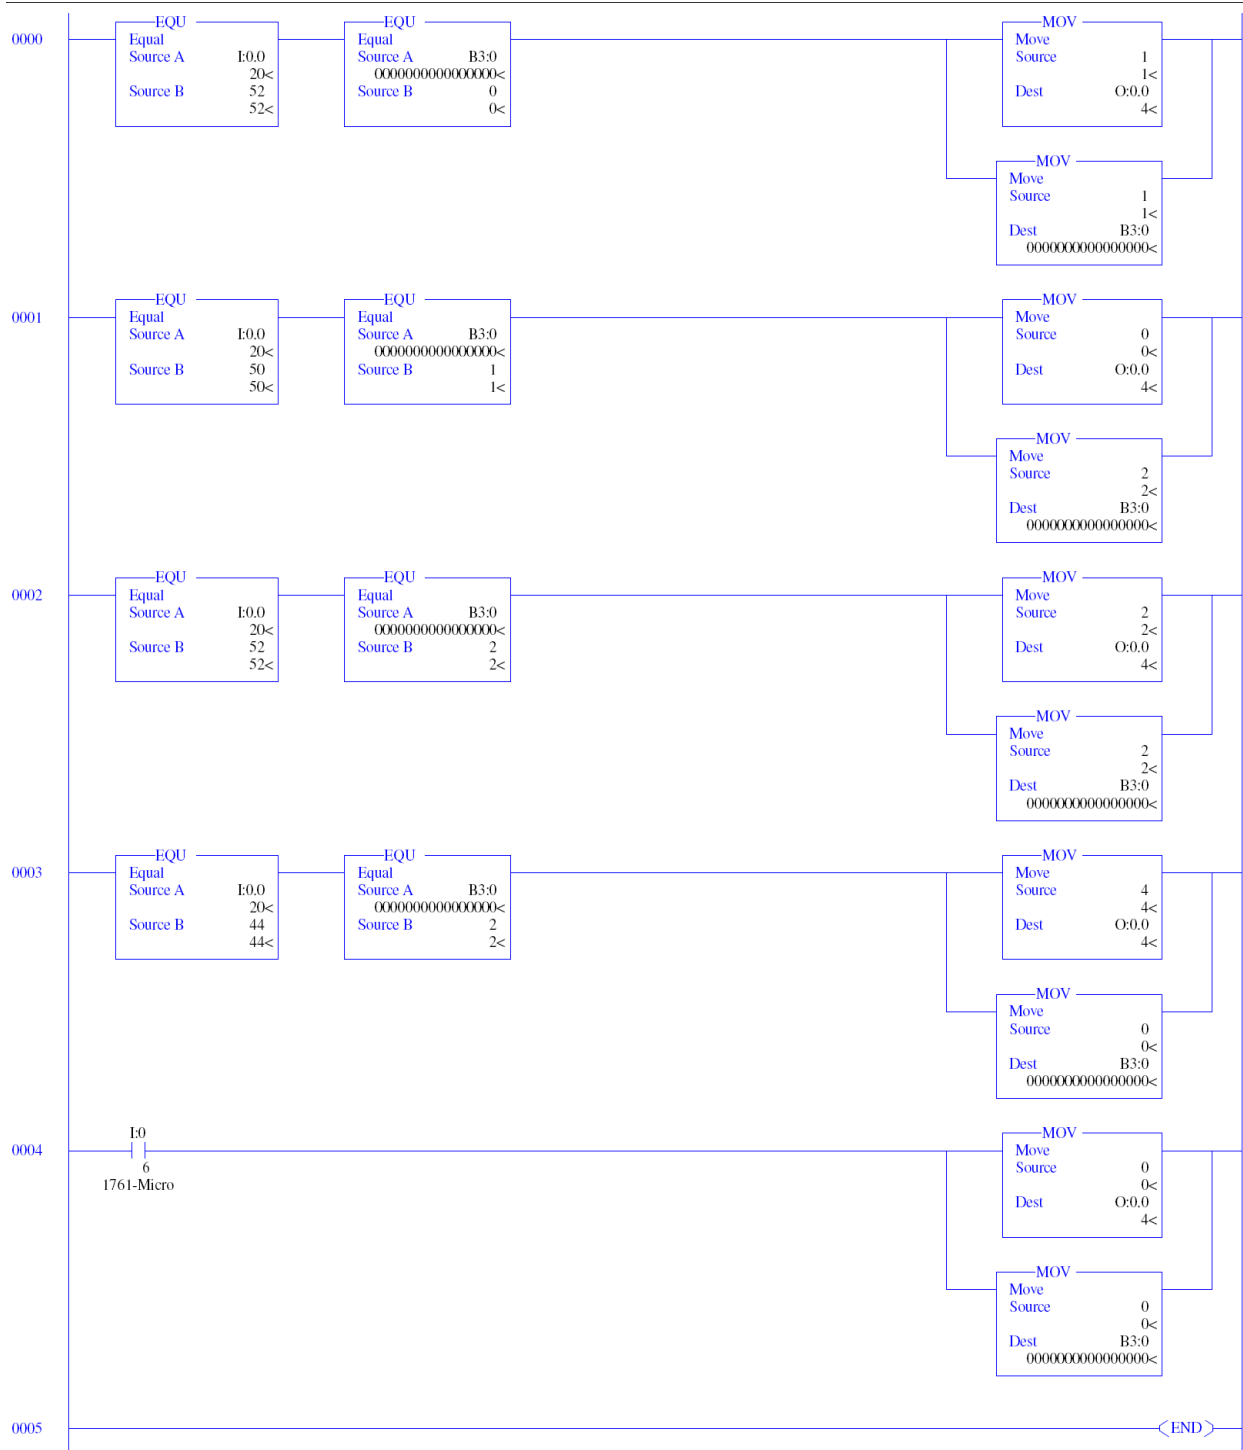 EQU EQU MOV
0000 Equal Equal Move
Source A I:0.0 Source A B3:0 Source 1
20< 0000000000000000< 1<
Source B 52 Source B 0 Dest O:0.0
52< 0< 4<
MOV
Move
Source 1
1<
Dest B3:0
0000000000000000<
EQU EQU MOV
0001 Equal Equal Move
Source A I:0.0 Source A B3:0 Source 0
20< 0000000000000000< 0<
Source B 50 Source B 1 Dest O:0.0
50< 1< 4<
MOV
Move
Source 2
2<
Dest B3:0
0000000000000000<
EQU EQU MOV
0002 Equal Equal Move
Source A I:0.0 Source A B3:0 Source 2
20< 0000000000000000< 2<
Source B 52 Source B 2 Dest O:0.0
52< 2< 4<
MOV
Move
Source 2
2<
Dest B3:0
0000000000000000<
EQU EQU MOV
0003 Equal Equal Move
Source A I:0.0 Source A B3:0 Source 4
20< 0000000000000000< 4<
Source B 44 Source B 2 Dest O:0.0
44< 2< 4<
MOV
Move
Source 0
0<
Dest B3:0
0000000000000000<
I:0 MOV
0004 Move
6 Source 0
1761-Micro 0<
Dest O:0.0
4<
MOV
Move
Source 0
0<
Dest B3:0
0000000000000000<
0005 END